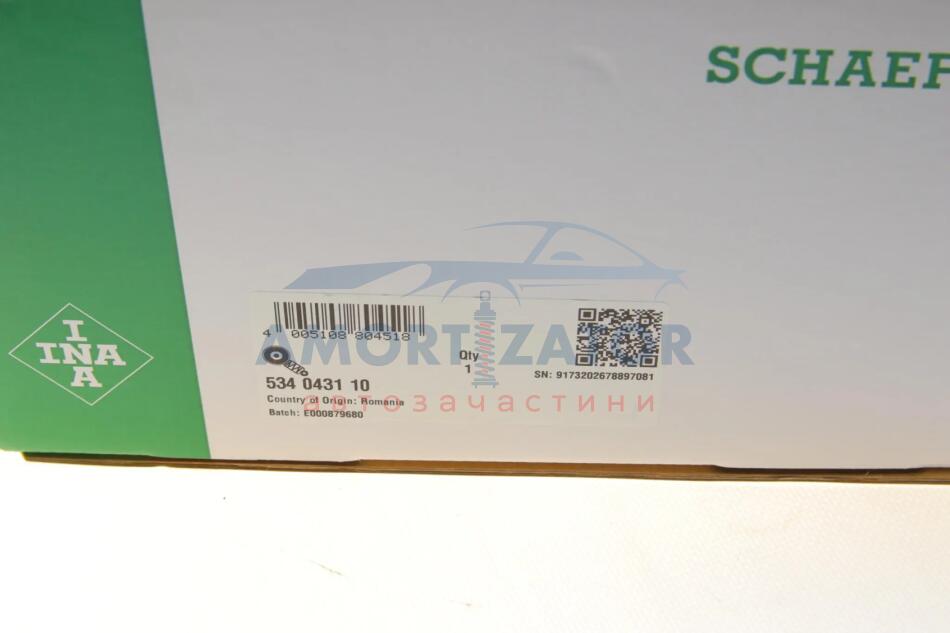 SCHAEF
I
INA
A
4 005108 804518
AMORTIZATOR
Qty
1
534 0431 10
SN: 9173202678897081
Country of Origin: Romania
автозачастини
Batch: E000879680